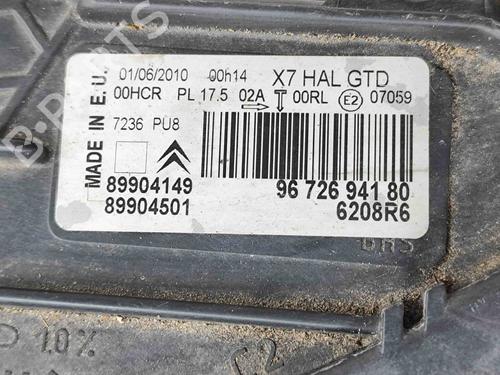 01/06/2010 00h14 X7 HAL GTD
00HCR PL 17.5 02A 00RL E2 07059
7236 PU8
MADE IN E.U.
89904149 96 726 941 80
89904501 6208R6
1.0%